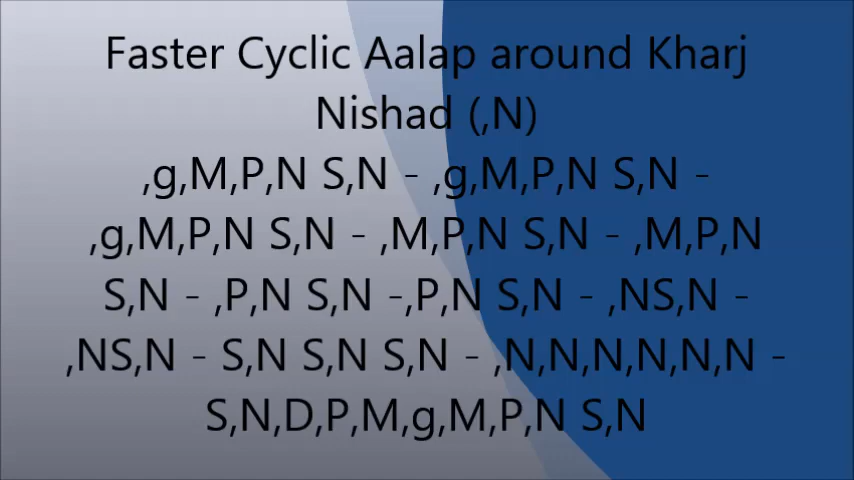 Faster Cyclic Aalap around Kharj
Nishad (,N)
,g,M,P,N S,N - ,g,M,P,N S,N -
,g,M,P,N S,N - ,M,P,N S,N - ,M,P,N
S,N - ,P,N S,N -,P,N S,N - ,NS,N -
,NS,N - S,N S,N S,N - ,N,N,N,N,N,N -
S,N,D,P,M,g,M,P,N S,N